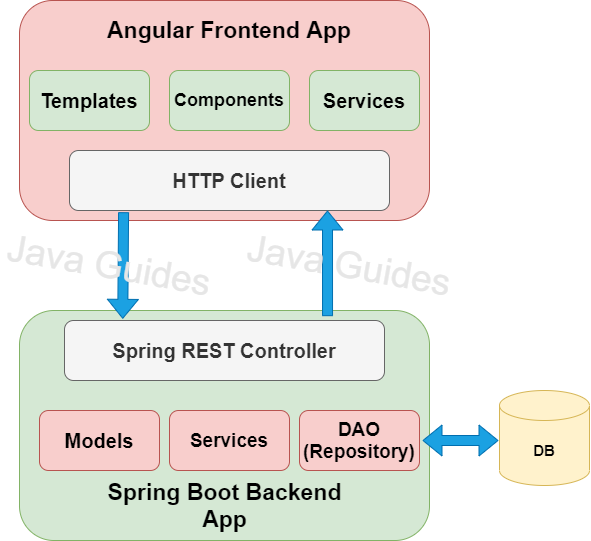 Angular Frontend App
Templates
Components
Services
HTTP Client
Java Guides
Java Guides
Spring REST Controller
Models
Services
DAO
(Repository)
DB
Spring Boot Backend
App